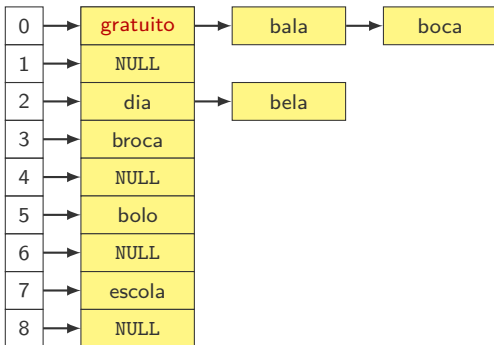 0 gratuito bala boca
1 NULL
2 dia bela
3 broca
4 NULL
5 bolo
6 NULL
7 escola
8 NULL